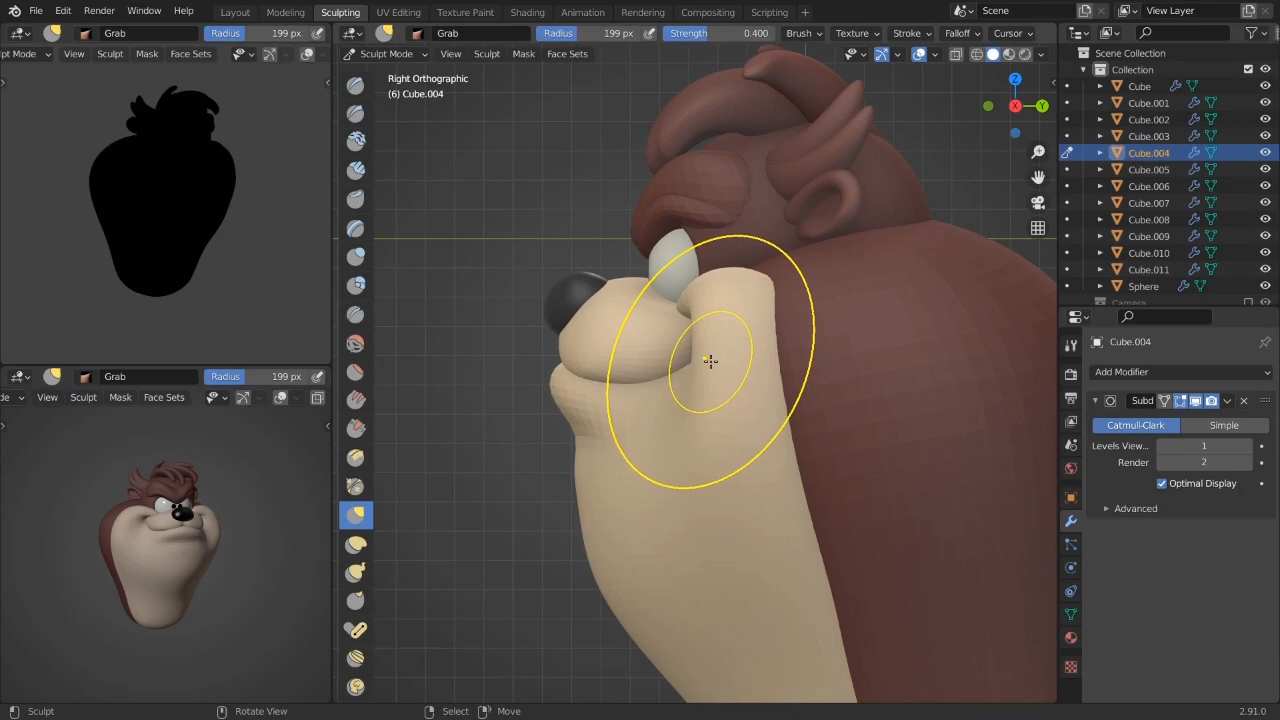 File Edit Render Window Help Layout Modeling Sculpting UV Editing Texture Paint Shading Animation Rendering Compositing Scripting + Scene View Layer
Grab Radius 199 px
Grab Radius 199 px Strength 0.400 Brush Texture Stroke Falloff Cursor
pt Mode View Sculpt Mask Face Sets
Sculpt Mode View Sculpt Mask Face Sets
Right Orthographic
(6) Cube.004
Z
X
Y
Scene Collection
Collection
Cube
Cube.001
Cube.002
Cube.003
Cube.004
Cube.005
Cube.006
Cube.007
Cube.008
Cube.009
Cube.010
Cube.011
Sphere
Camera
Cube.004
Add Modifier
Subd
Catmull-Clark Simple
Levels View... 1
Render 2
Optimal Display
Advanced
Grab Radius 199 px
de View Sculpt Mask Face Sets
Sculpt Rotate View Select Move 2.91.0